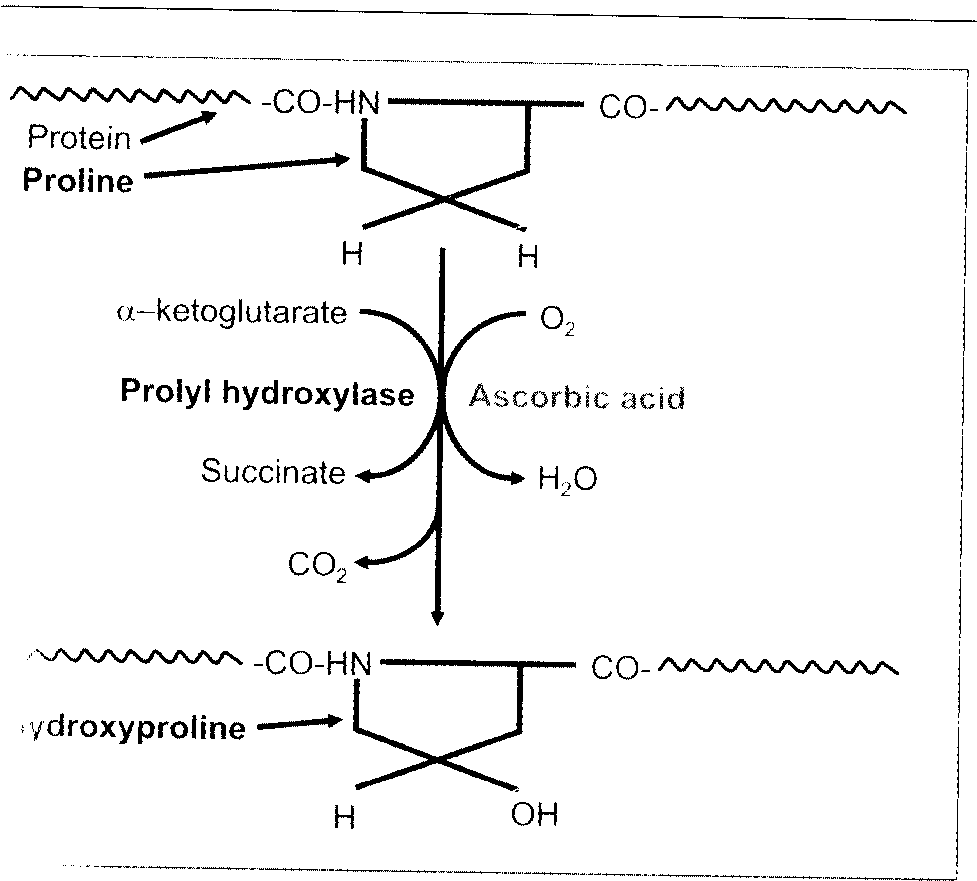 -CO-HN CO-
Protein
Proline
H H
α–ketoglutarate O₂
Prolyl hydroxylase Ascorbic acid
Succinate H₂O
CO₂
-CO-HN CO-
ydroxyproline
H OH